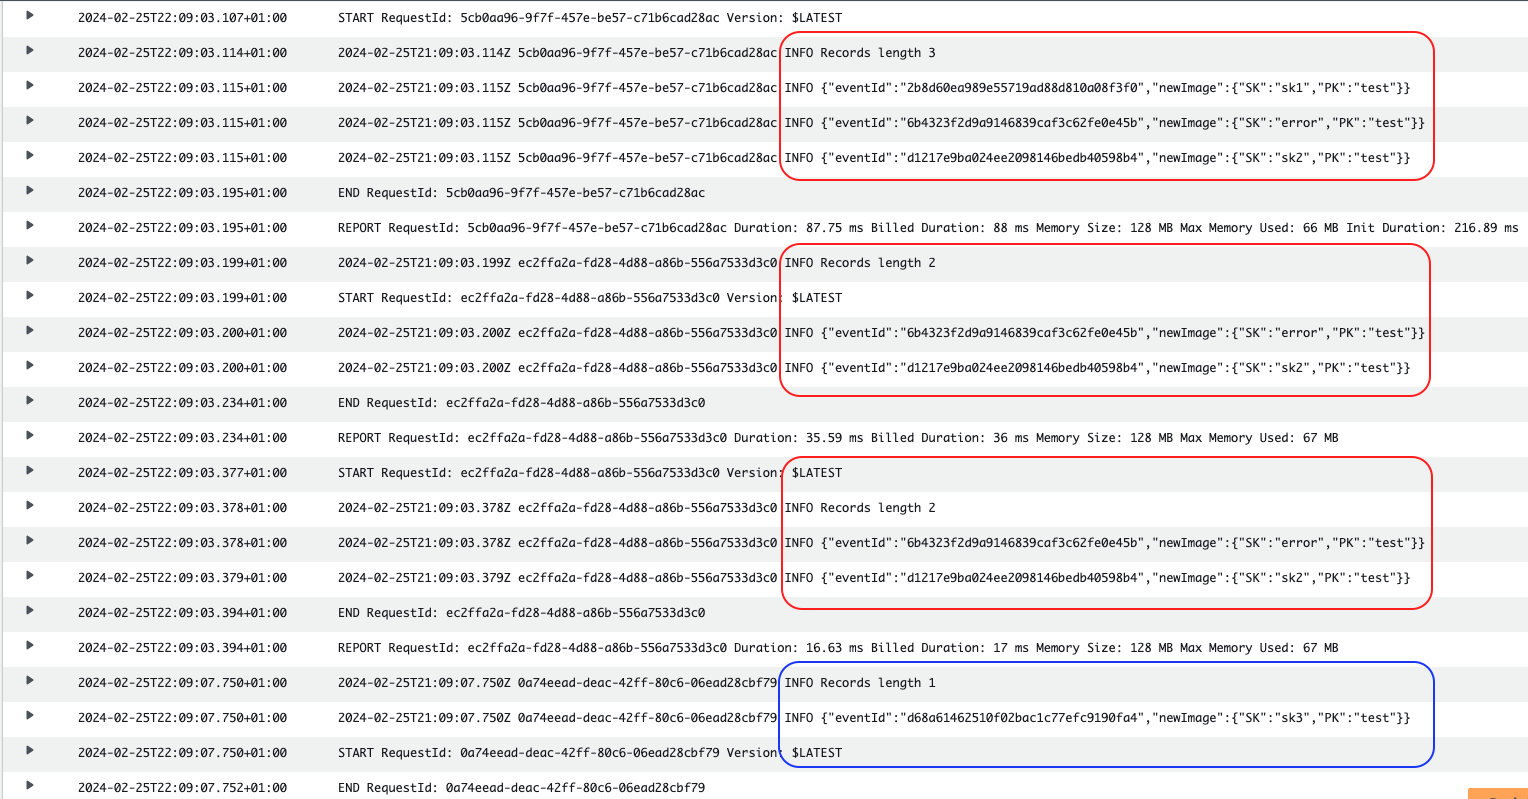 2024-02-25T22:09:03.107+01:00 START RequestId: 5cb0aa96-9f7f-457e-be57-c71b6cad28ac Version: $LATEST
2024-02-25T22:09:03.114+01:00 2024-02-25T21:09:03.114Z 5cb0aa96-9f7f-457e-be57-c71b6cad28ac INFO Records length 3
2024-02-25T22:09:03.115+01:00 2024-02-25T21:09:03.115Z 5cb0aa96-9f7f-457e-be57-c71b6cad28ac INFO {"eventId":"2b8d60ea989e55719ad88d810a08f3f0","newImage":{"SK":"sk1","PK":"test"}}
2024-02-25T22:09:03.115+01:00 2024-02-25T21:09:03.115Z 5cb0aa96-9f7f-457e-be57-c71b6cad28ac INFO {"eventId":"6b4323f2d9a9146839caf3c62fe0e45b","newImage":{"SK":"error","PK":"test"}}
2024-02-25T22:09:03.115+01:00 2024-02-25T21:09:03.115Z 5cb0aa96-9f7f-457e-be57-c71b6cad28ac INFO {"eventId":"d1217e9ba024ee2098146bedb40598b4","newImage":{"SK":"sk2","PK":"test"}}
2024-02-25T22:09:03.195+01:00 END RequestId: 5cb0aa96-9f7f-457e-be57-c71b6cad28ac
2024-02-25T22:09:03.195+01:00 REPORT RequestId: 5cb0aa96-9f7f-457e-be57-c71b6cad28ac Duration: 87.75 ms Billed Duration: 88 ms Memory Size: 128 MB Max Memory Used: 66 MB Init Duration: 216.89 ms
2024-02-25T22:09:03.199+01:00 2024-02-25T21:09:03.199Z ec2ffa2a-fd28-4d88-a86b-556a7533d3c0 INFO Records length 2
2024-02-25T22:09:03.199+01:00 START RequestId: ec2ffa2a-fd28-4d88-a86b-556a7533d3c0 Version: $LATEST
2024-02-25T22:09:03.200+01:00 2024-02-25T21:09:03.200Z ec2ffa2a-fd28-4d88-a86b-556a7533d3c0 INFO {"eventId":"6b4323f2d9a9146839caf3c62fe0e45b","newImage":{"SK":"error","PK":"test"}}
2024-02-25T22:09:03.200+01:00 2024-02-25T21:09:03.200Z ec2ffa2a-fd28-4d88-a86b-556a7533d3c0 INFO {"eventId":"d1217e9ba024ee2098146bedb40598b4","newImage":{"SK":"sk2","PK":"test"}}
2024-02-25T22:09:03.234+01:00 END RequestId: ec2ffa2a-fd28-4d88-a86b-556a7533d3c0
2024-02-25T22:09:03.234+01:00 REPORT RequestId: ec2ffa2a-fd28-4d88-a86b-556a7533d3c0 Duration: 35.59 ms Billed Duration: 36 ms Memory Size: 128 MB Max Memory Used: 67 MB
2024-02-25T22:09:03.377+01:00 START RequestId: ec2ffa2a-fd28-4d88-a86b-556a7533d3c0 Version: $LATEST
2024-02-25T22:09:03.378+01:00 2024-02-25T21:09:03.378Z ec2ffa2a-fd28-4d88-a86b-556a7533d3c0 INFO Records length 2
2024-02-25T22:09:03.378+01:00 2024-02-25T21:09:03.378Z ec2ffa2a-fd28-4d88-a86b-556a7533d3c0 INFO {"eventId":"6b4323f2d9a9146839caf3c62fe0e45b","newImage":{"SK":"error","PK":"test"}}
2024-02-25T22:09:03.379+01:00 2024-02-25T21:09:03.379Z ec2ffa2a-fd28-4d88-a86b-556a7533d3c0 INFO {"eventId":"d1217e9ba024ee2098146bedb40598b4","newImage":{"SK":"sk2","PK":"test"}}
2024-02-25T22:09:03.394+01:00 END RequestId: ec2ffa2a-fd28-4d88-a86b-556a7533d3c0
2024-02-25T22:09:03.394+01:00 REPORT RequestId: ec2ffa2a-fd28-4d88-a86b-556a7533d3c0 Duration: 16.63 ms Billed Duration: 17 ms Memory Size: 128 MB Max Memory Used: 67 MB
2024-02-25T22:09:07.750+01:00 2024-02-25T21:09:07.750Z 0a74eead-deac-42ff-80c6-06ead28cbf79 INFO Records length 1
2024-02-25T22:09:07.750+01:00 2024-02-25T21:09:07.750Z 0a74eead-deac-42ff-80c6-06ead28cbf79 INFO {"eventId":"d68a61462510f02bac1c77efc9190fa4","newImage":{"SK":"sk3","PK":"test"}}
2024-02-25T22:09:07.750+01:00 START RequestId: 0a74eead-deac-42ff-80c6-06ead28cbf79 Version: $LATEST
2024-02-25T22:09:07.752+01:00 END RequestId: 0a74eead-deac-42ff-80c6-06ead28cbf79